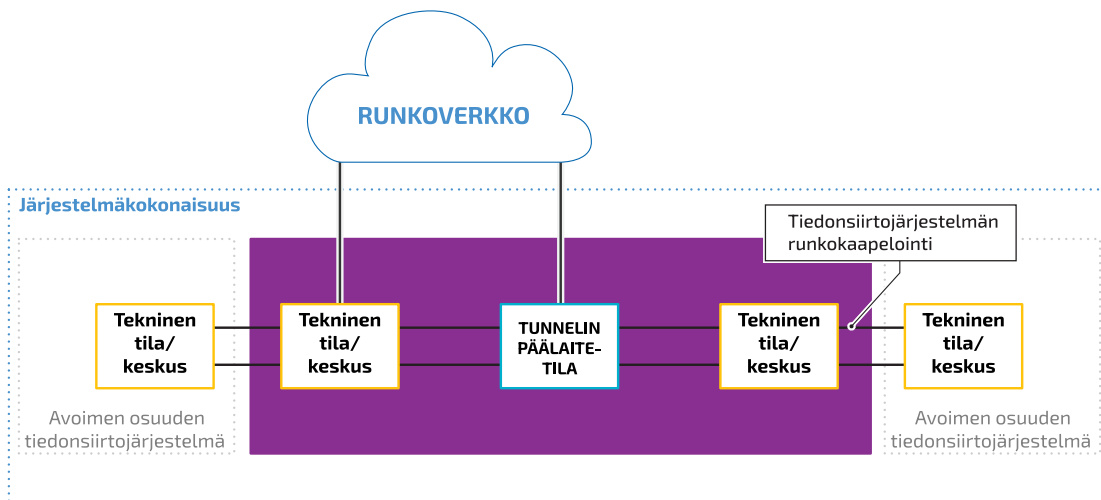 RUNKOVERKKO
Järjestelmäkokonaisuus
Tiedonsiirtojärjestelmän
runkokaapelointi
Tekninen
tila/
keskus
Tekninen
tila/
keskus
TUNNELIN
PÄÄLAITE-
TILA
Tekninen
tila/
keskus
Tekninen
tila/
keskus
Avoimen osuuden
tiedonsiirtojärjestelmä
Avoimen osuuden
tiedonsiirtojärjestelmä